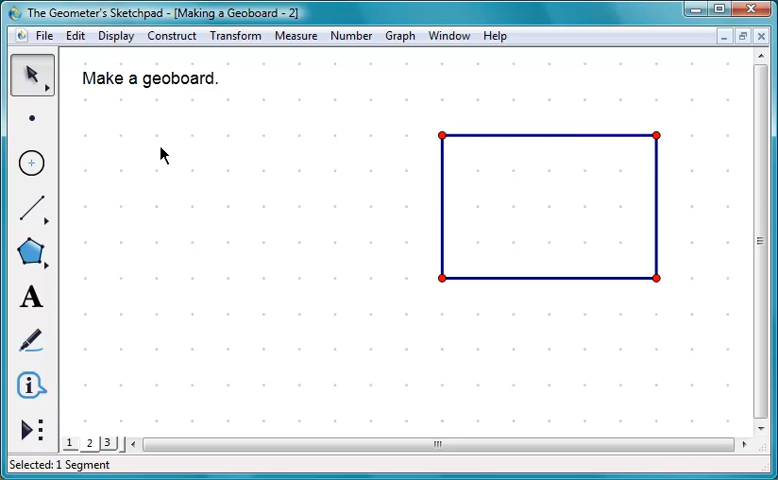 The Geometer's Sketchpad - [Making a Geoboard - 2]
File Edit Display Construct Transform Measure Number Graph Window Help
Make a geoboard.
A
i
1 2 3
Selected: 1 Segment